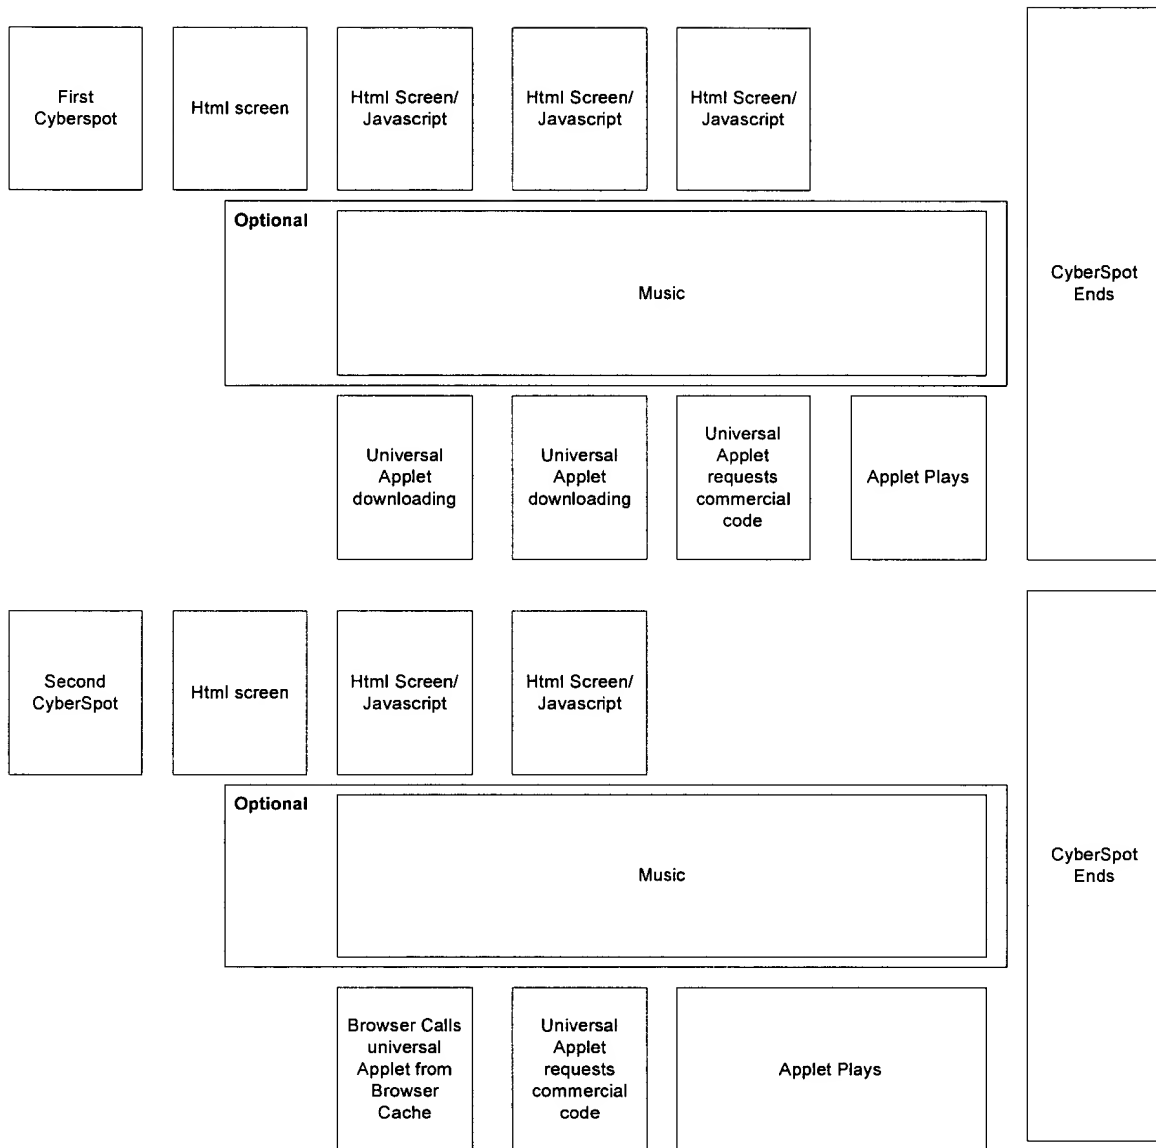 First
Cyberspot
Html screen
Html Screen/
Javascript
Html Screen/
Javascript
Html Screen/
Javascript
Optional
Music
CyberSpot
Ends
Universal
Applet
downloading
Universal
Applet
downloading
Universal
Applet
requests
commercial
code
Applet Plays
Second
CyberSpot
Html screen
Html Screen/
Javascript
Html Screen/
Javascript
Optional
Music
CyberSpot
Ends
Browser Calls
universal
Applet from
Browser
Cache
Universal
Applet
requests
commercial
code
Applet Plays